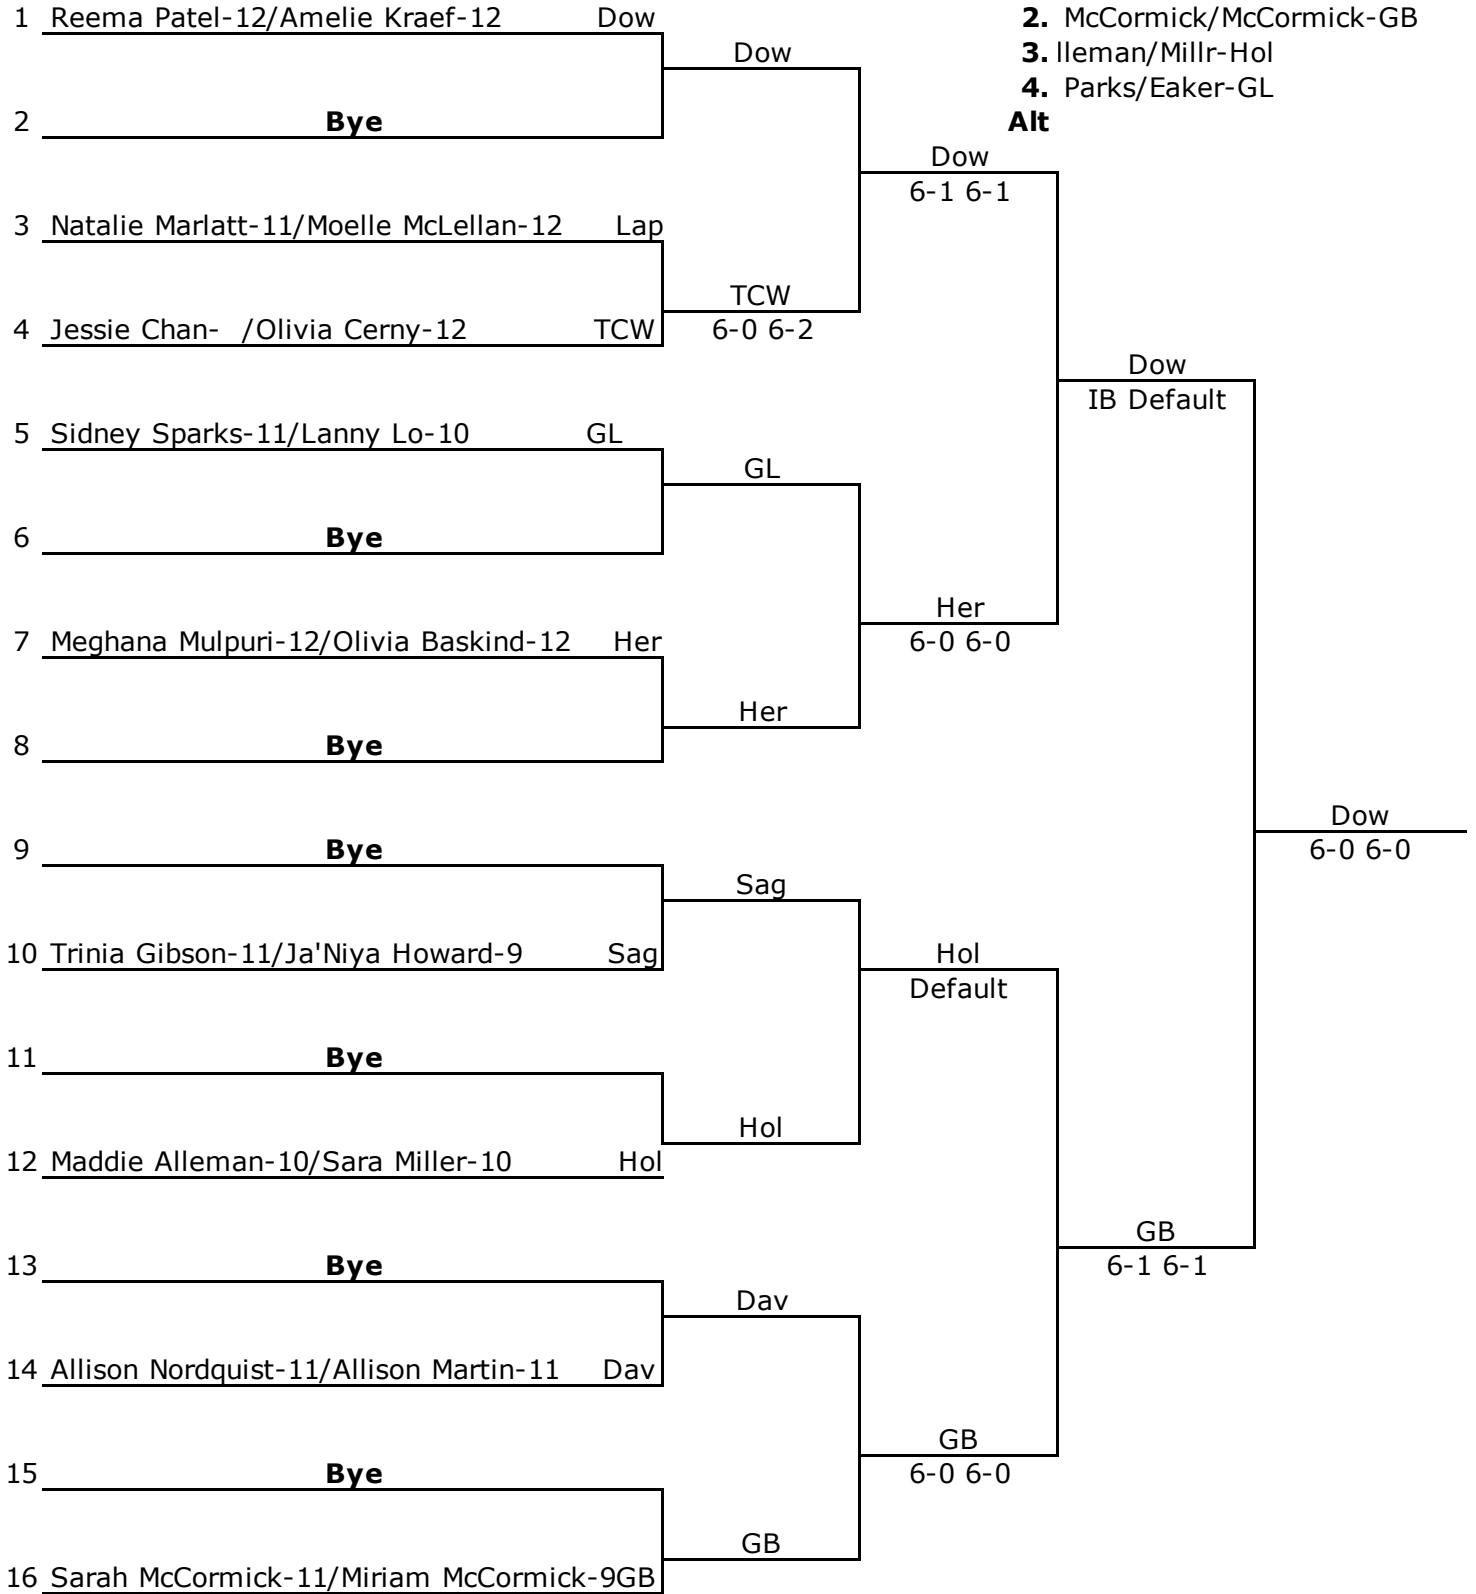 1 Reema Patel-12/Amelie Kraef-12 Dow
2. McCormick/McCormick-GB
Dow
3. lleman/Millr-Hol
4. Parks/Eaker-GL
2 Bye
Alt
Dow
6-1 6-1
3 Natalie Marlatt-11/Moelle McLellan-12 Lap
TCW
4 Jessie Chan- /Olivia Cerny-12 TCW
6-0 6-2
Dow
IB Default
5 Sidney Sparks-11/Lanny Lo-10 GL
GL
6 Bye
Her
6-0 6-0
7 Meghana Mulpuri-12/Olivia Baskind-12 Her
Her
8 Bye
Dow
6-0 6-0
9 Bye
Sag
10 Trinia Gibson-11/Ja'Niya Howard-9 Sag
Hol
Default
11 Bye
Hol
12 Maddie Alleman-10/Sara Miller-10 Hol
GB
6-1 6-1
13 Bye
Dav
14 Allison Nordquist-11/Allison Martin-11 Dav
GB
6-0 6-0
15 Bye
GB
16 Sarah McCormick-11/Miriam McCormick-9GB